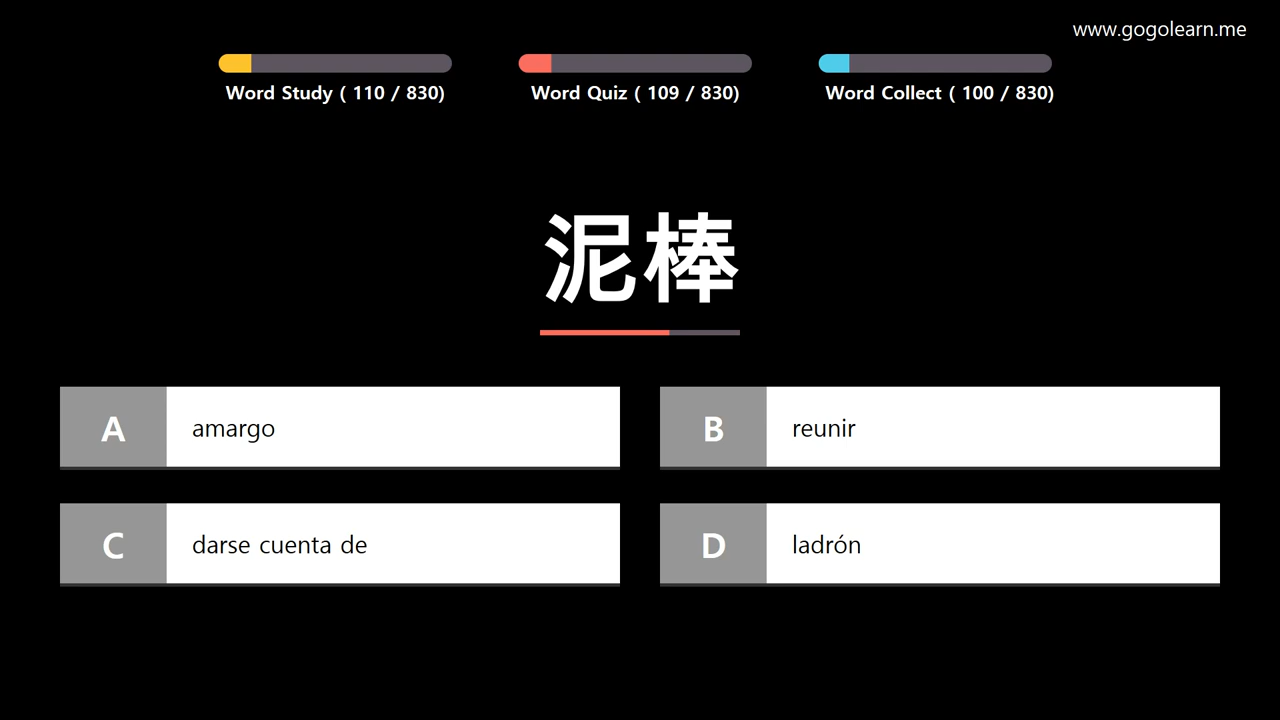 www.gogolearn.me
Word Study ( 110 / 830)
Word Quiz ( 109 / 830)
Word Collect ( 100 / 830)
泥棒
A amargo
B reunir
C darse cuenta de
D ladrón